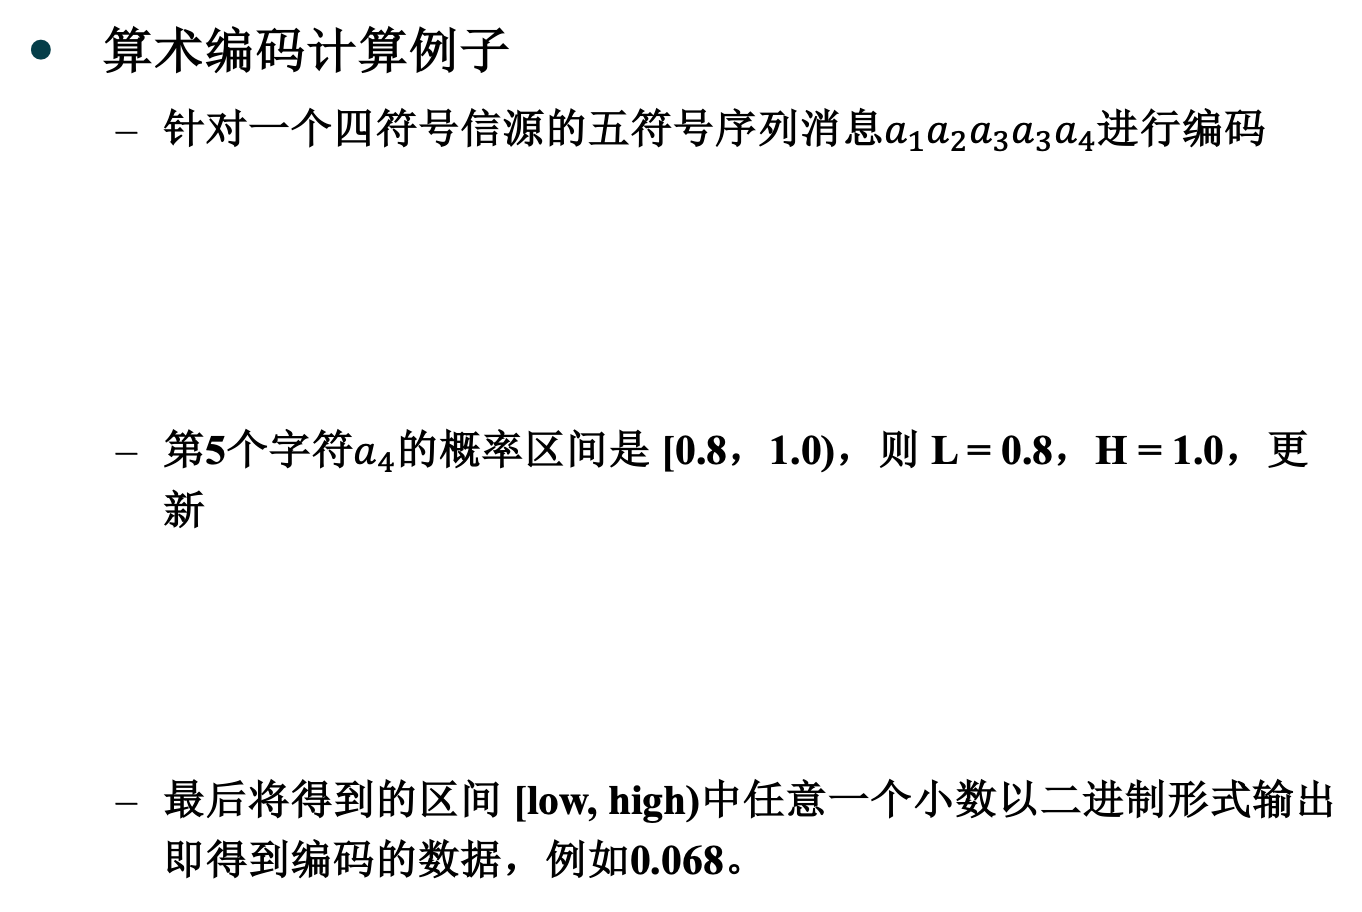 ● 算术编码计算例子
– 针对一个四符号信源的五符号序列消息a₁a₂a₃a₃a₄进行编码
– 第5个字符a₄的概率区间是 [0.8，1.0)，则 L = 0.8，H = 1.0，更
新
– 最后将得到的区间 [low, high)中任意一个小数以二进制形式输出
即得到编码的数据，例如0.068。